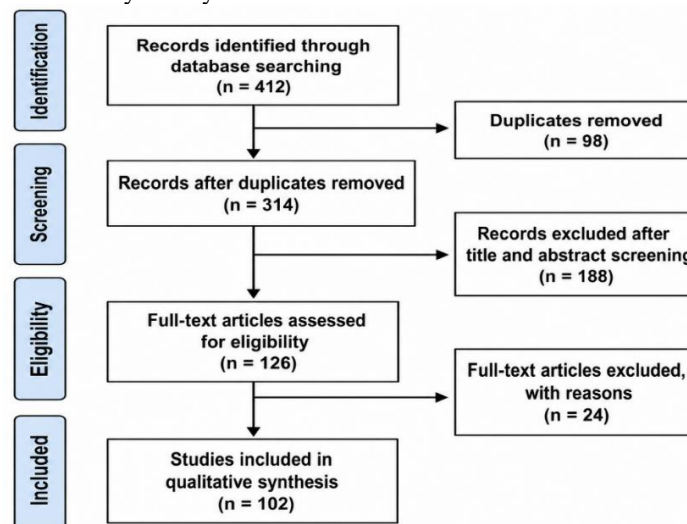 Identification
Records identified through
database searching
(n = 412)
Duplicates removed
(n = 98)
Screening
Records after duplicates removed
(n = 314)
Records excluded after
title and abstract screening
(n = 188)
Eligibility
Full-text articles assessed
for eligibility
(n = 126)
Full-text articles excluded,
with reasons
(n = 24)
Included
Studies included in
qualitative synthesis
(n = 102)